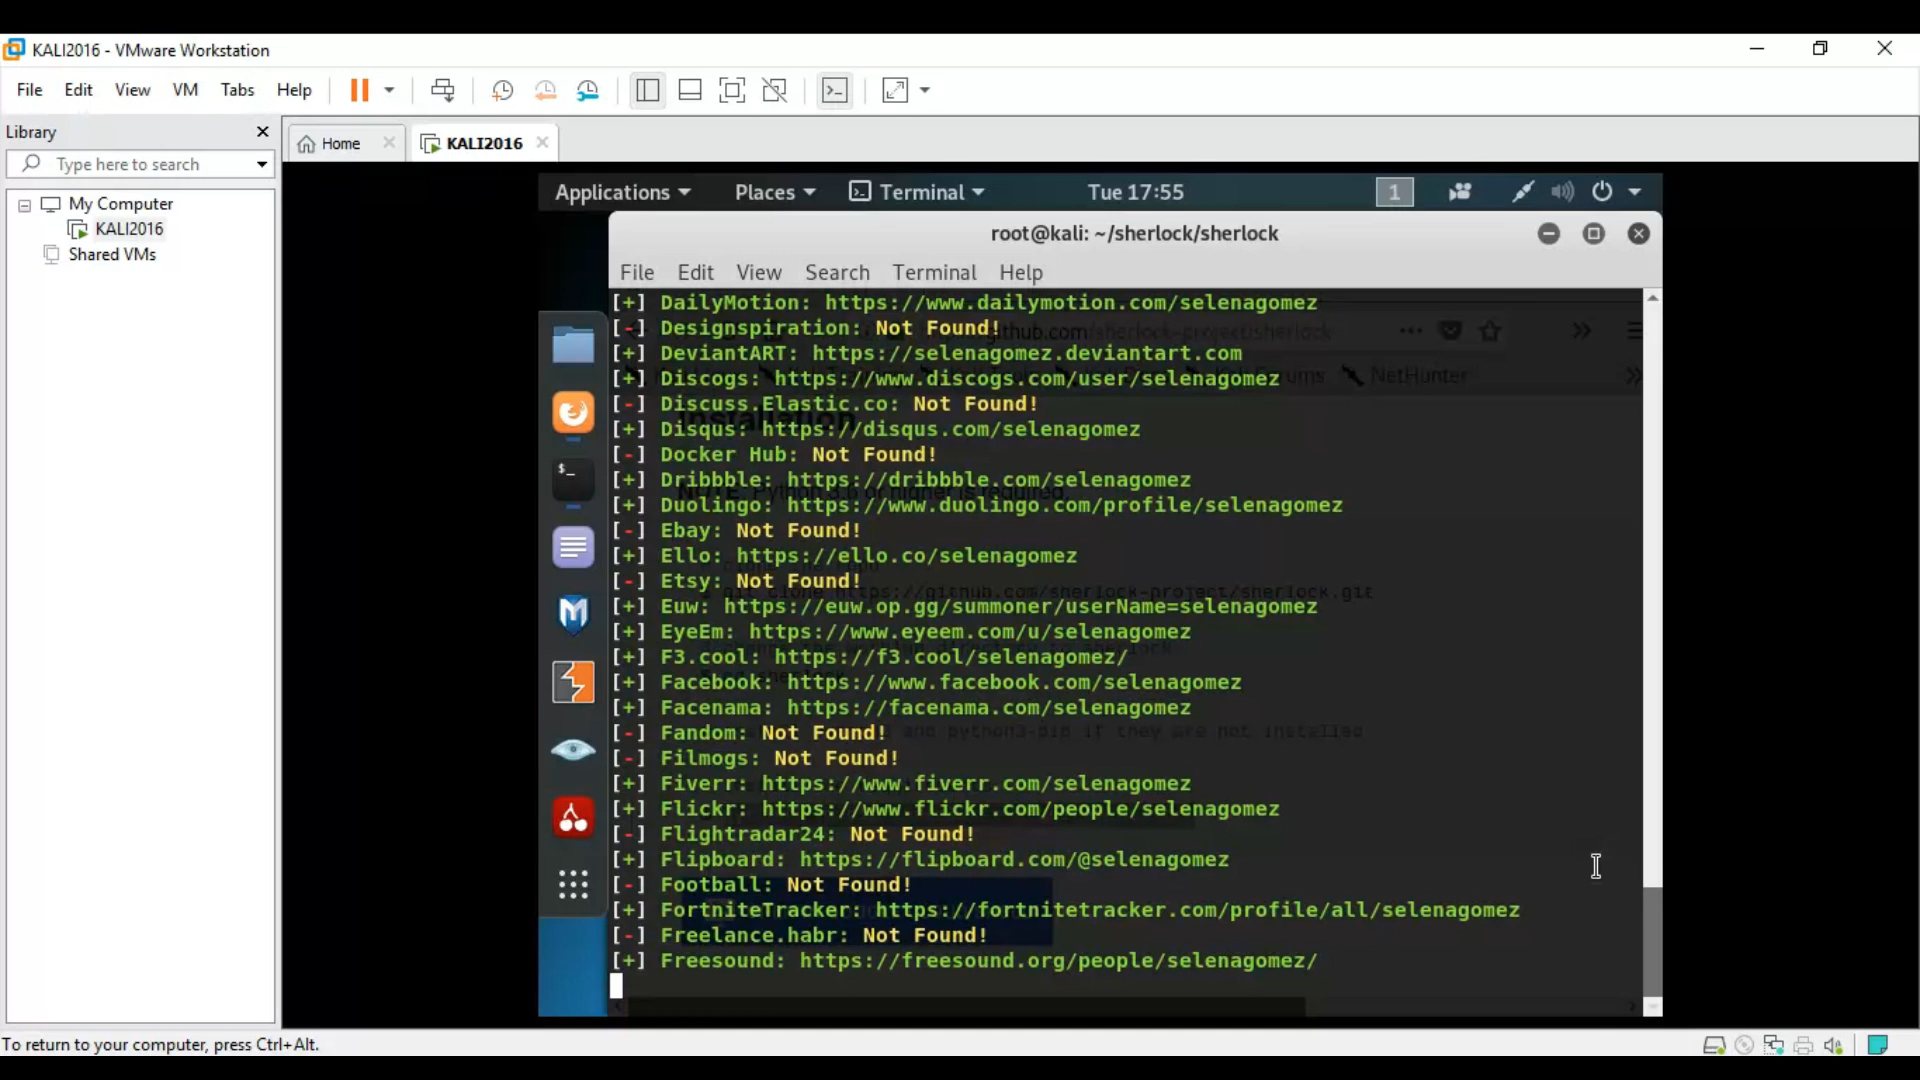 KALI2016 - VMware Workstation
File Edit View VM Tabs Help
Library
Type here to search
My Computer
KALI2016
Shared VMs
Home
KALI2016
Applications Places Terminal Tue 17:55 1
root@kali: ~/sherlock/sherlock
File Edit View Search Terminal Help
[+] DailyMotion: https://www.dailymotion.com/selenagomez
[-] Designspiration: Not Found!
[+] DeviantART: https://selenagomez.deviantart.com
[+] Discogs: https://www.discogs.com/user/selenagomez
[-] Discuss.Elastic.co: Not Found!
[+] Disqus: https://disqus.com/selenagomez
[-] Docker Hub: Not Found!
[+] Dribbble: https://dribbble.com/selenagomez
[+] Duolingo: https://www.duolingo.com/profile/selenagomez
[-] Ebay: Not Found!
[+] Ello: https://ello.co/selenagomez
[-] Etsy: Not Found!
[+] Euw: https://euw.op.gg/summoner/userName=selenagomez
[+] EyeEm: https://www.eyeem.com/u/selenagomez
[+] F3.cool: https://f3.cool/selenagomez/
[+] Facebook: https://www.facebook.com/selenagomez
[+] Facenama: https://facenama.com/selenagomez
[-] Fandom: Not Found!
[-] Filmogs: Not Found!
[+] Fiverr: https://www.fiverr.com/selenagomez
[+] Flickr: https://www.flickr.com/people/selenagomez
[-] Flightradar24: Not Found!
[+] Flipboard: https://flipboard.com/@selenagomez
[-] Football: Not Found!
[+] FortniteTracker: https://fortnitetracker.com/profile/all/selenagomez
[-] Freelance.habr: Not Found!
[+] Freesound: https://freesound.org/people/selenagomez/
To return to your computer, press Ctrl+Alt.